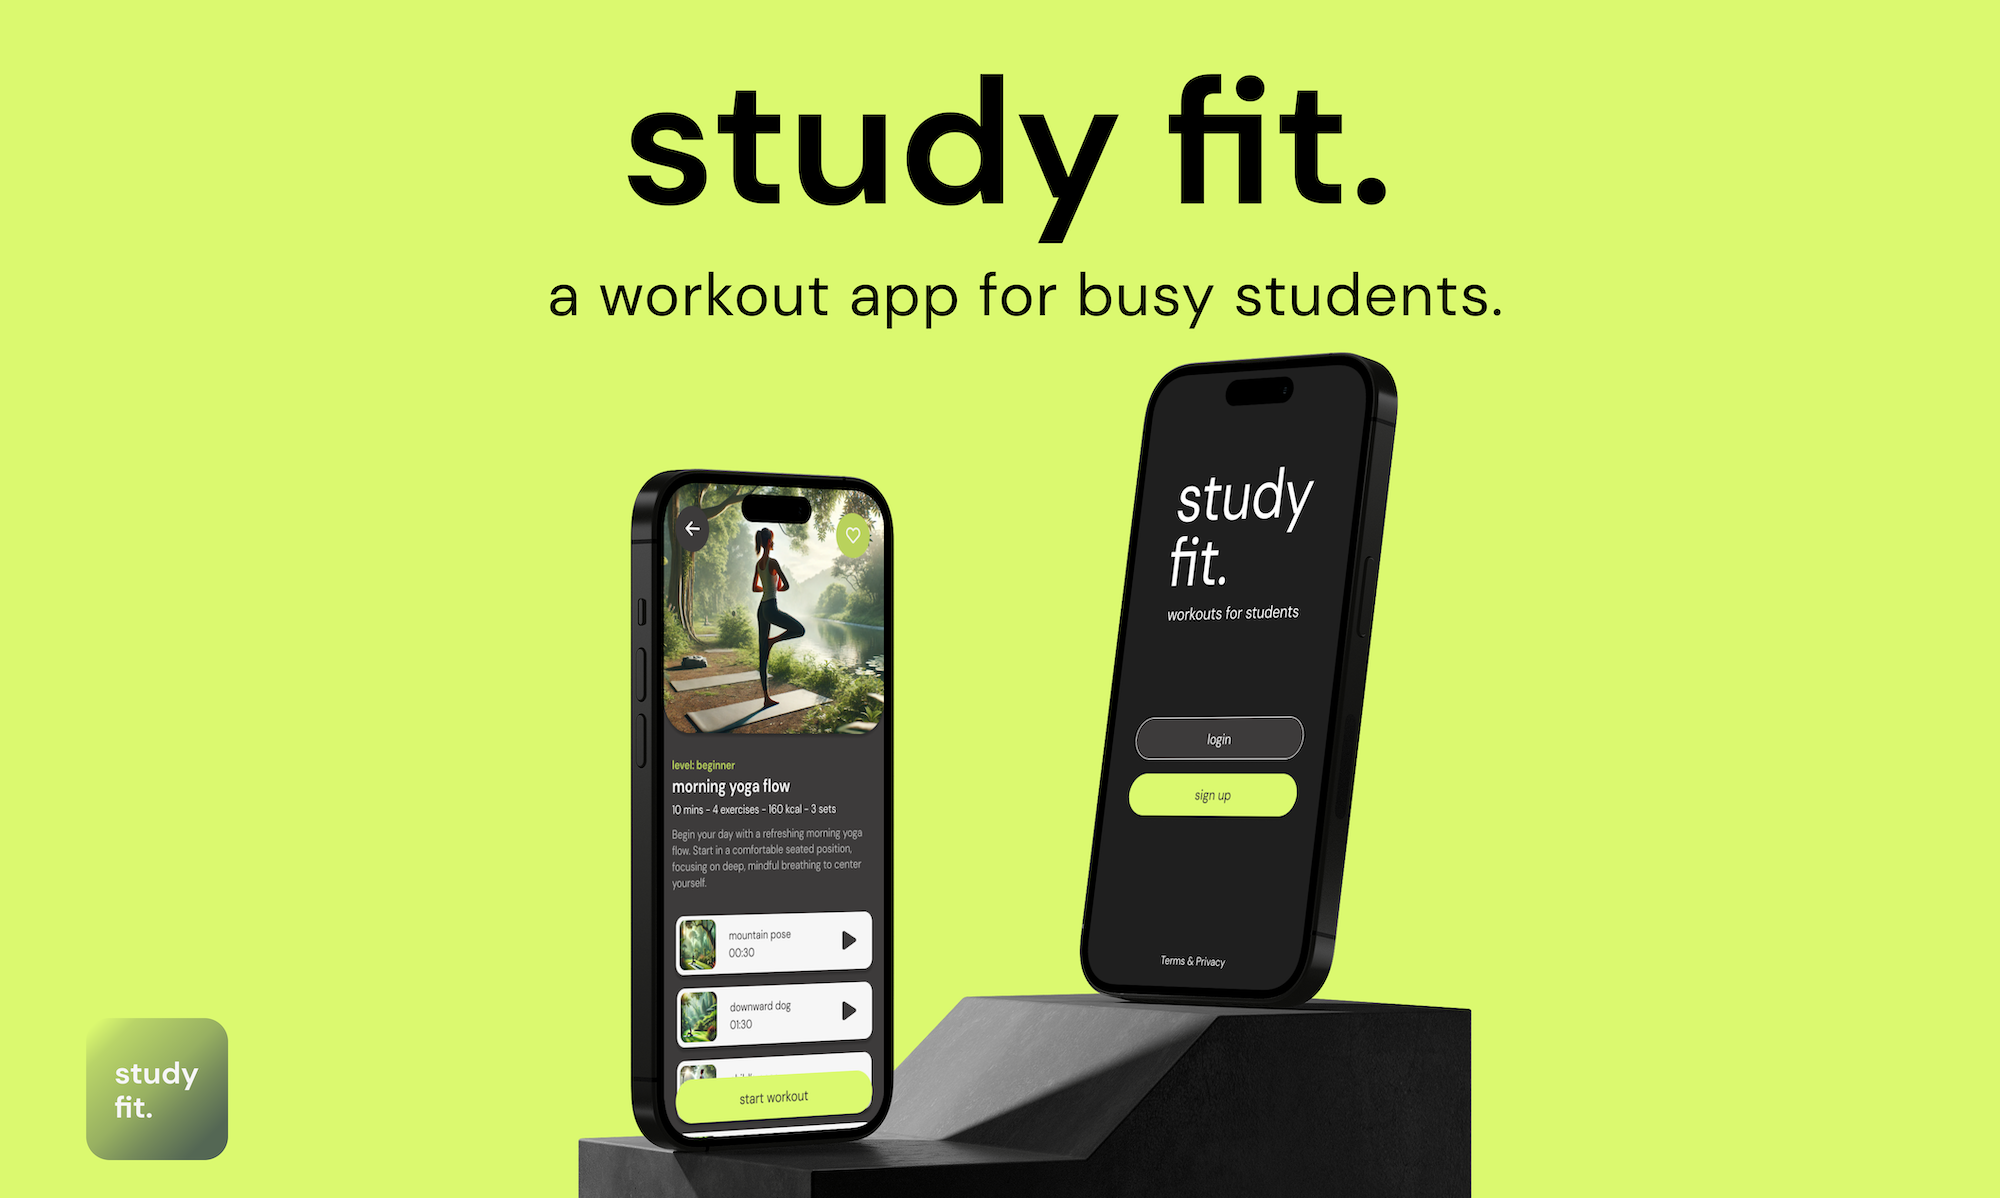 study fit.
a workout app for busy students.
study
fit.
workouts for students
login
sign up
Terms & Privacy
level: beginner
morning yoga flow
10 mins - 4 exercises - 160 kcal - 3 sets
Begin your day with a refreshing morning yoga
flow. Start in a comfortable seated position,
focusing on deep, mindful breathing to center
yourself.
mountain pose
00:30
downward dog
01:30
start workout
study
fit.